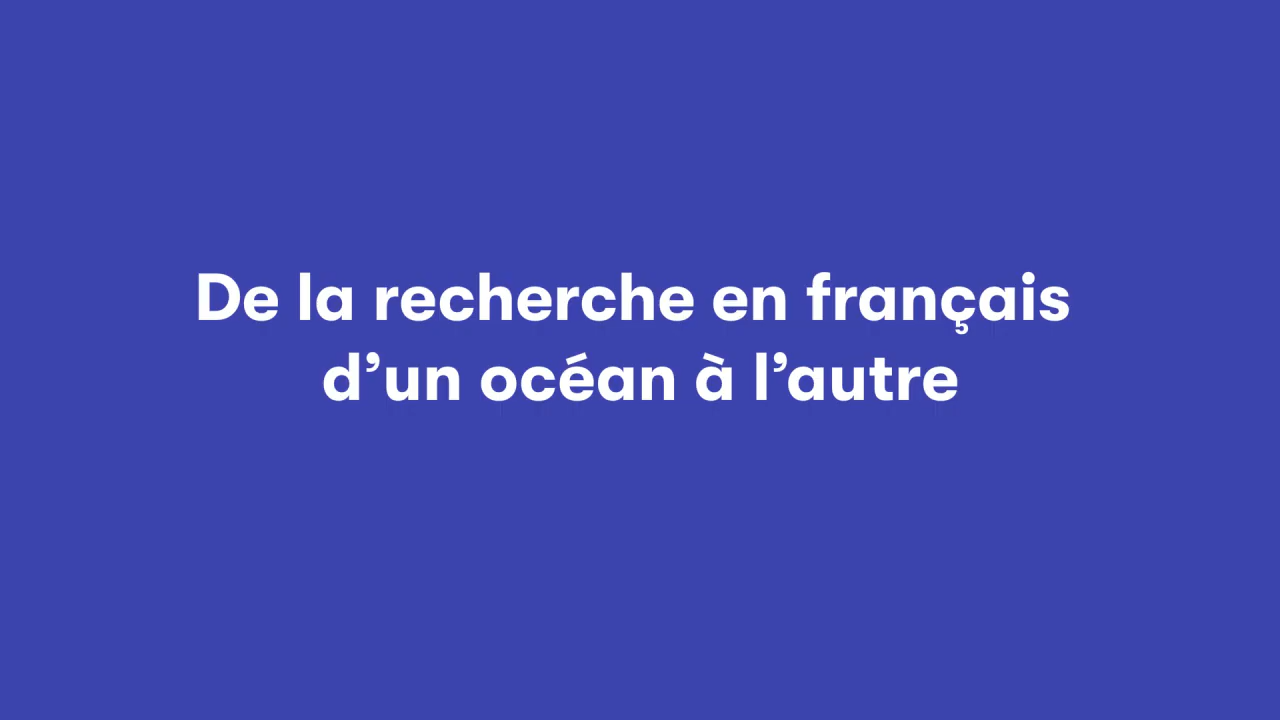 De la recherche en français
d’un océan à l’autre